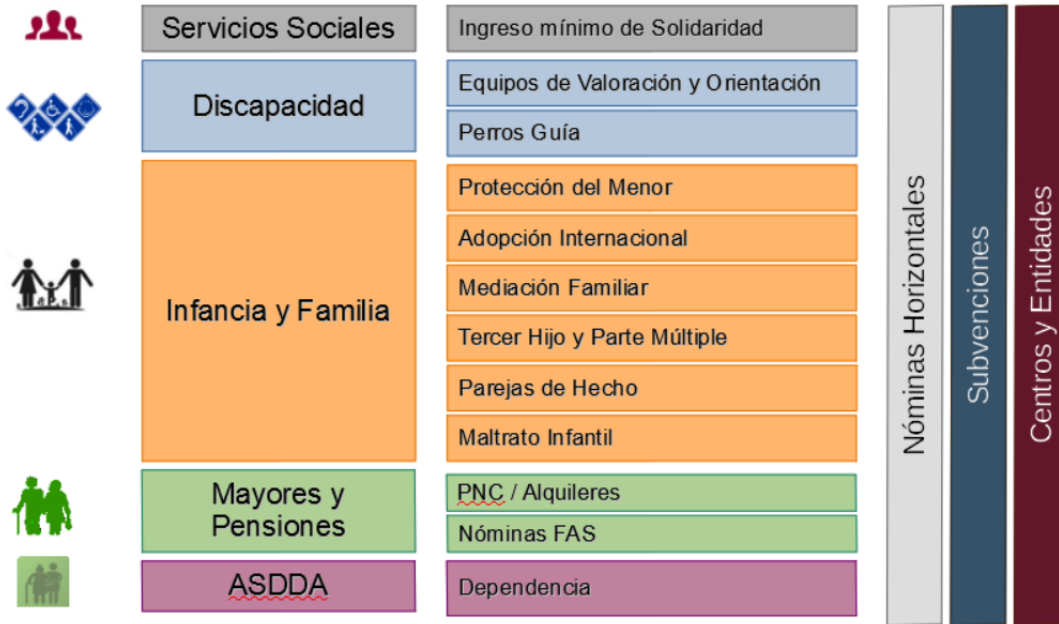 Servicios Sociales
Ingreso mínimo de Solidaridad
Discapacidad
Equipos de Valoración y Orientación
Perros Guía
Infancia y Familia
Protección del Menor
Adopción Internacional
Mediación Familiar
Tercer Hijo y Parte Múltiple
Parejas de Hecho
Maltrato Infantil
Mayores y
Pensiones
PNC / Alquileres
Nóminas FAS
ASDDA
Dependencia
Nóminas Horizontales
Subvenciones
Centros y Entidades